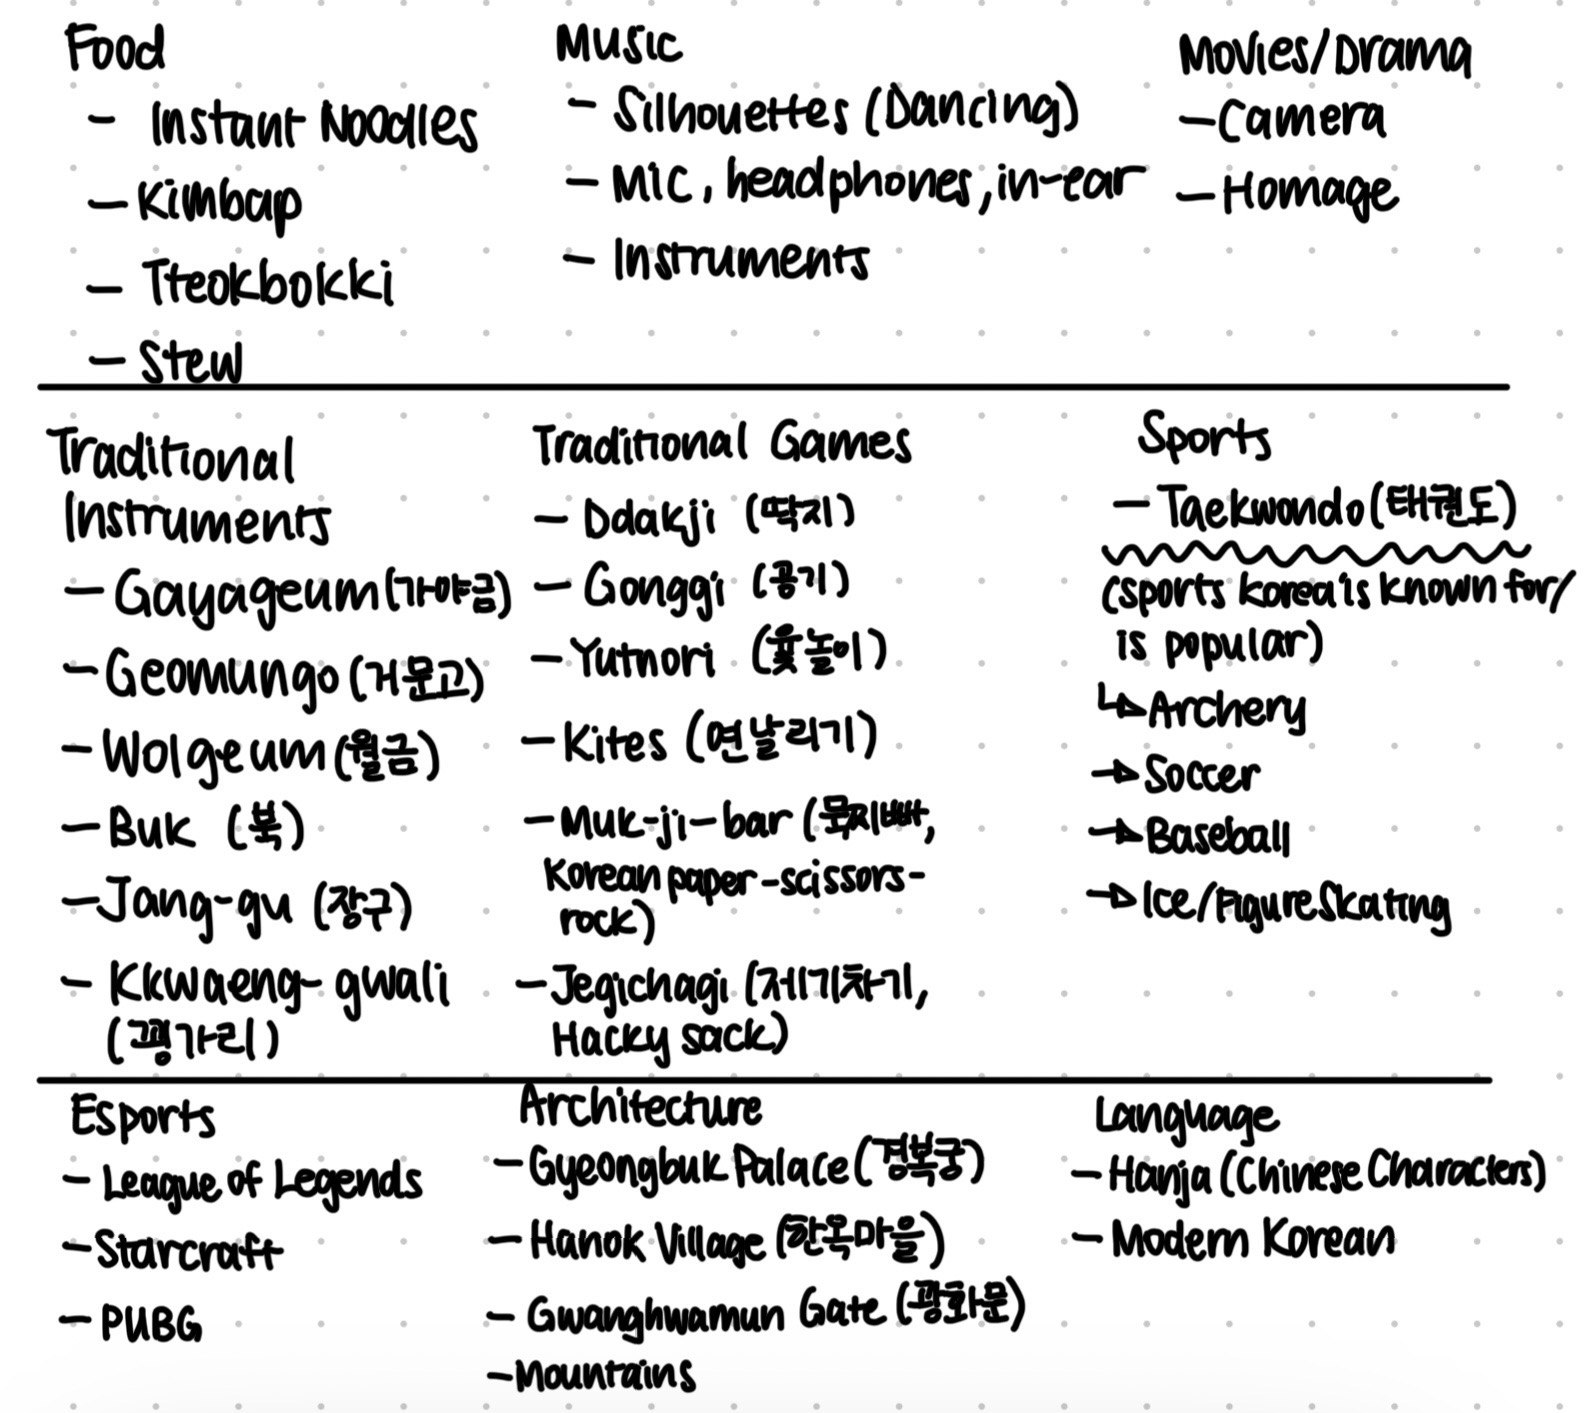 Food
- Instant Noodles
- Kimbap
- Tteokbokki
- Stew
Music
- Silhouettes (Dancing)
- Mic, headphones, in-ear
- Instruments
Movies/Drama
- Camera
- Homage
Traditional
Instruments
- Gayageum (가야금)
- Geomungo (거문고)
- Wolgeum (월금)
- Buk (북)
- Jang-gu (장구)
- Kkwaeng-gwali
(꽹가리)
Traditional Games
- Ddakji (딱지)
- Gonggi (공기)
- Yutnori (윷놀이)
- Kites (연날리기)
- Muk-ji-bar (묵지빠,
Korean paper-scissors-
rock)
- Jegichagi (제기차기,
Hacky sack)
Sports
- Taekwondo (태권도)
(sports korea is known for/
is popular)
↳ Archery
→ Soccer
→ Baseball
→ Ice/Figure Skating
Esports
- League of Legends
- Starcraft
- PUBG
Architecture
- Gyeongbuk Palace (경복궁)
- Hanok Village (한옥마을)
- Gwanghwamun Gate (광화문)
- Mountains
Language
- Hanja (Chinese Characters)
- Modern Korean